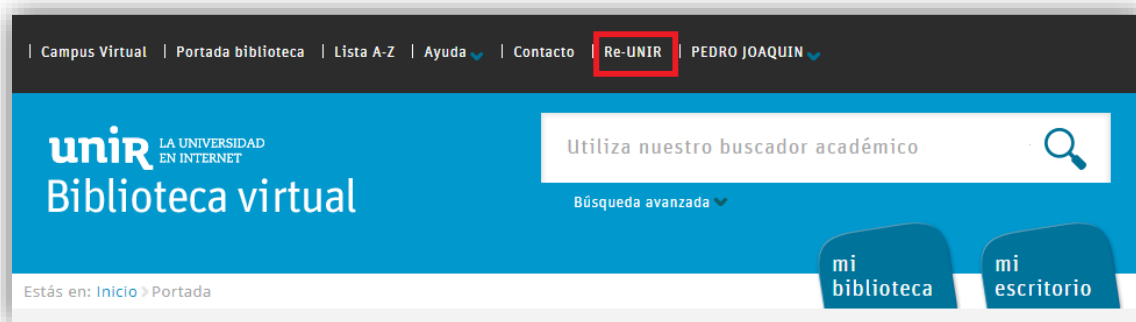 | Campus Virtual | Portada biblioteca | Lista A-Z | Ayuda | Contacto | Re-UNIR | PEDRO JOAQUIN
unir LA UNIVERSIDAD
EN INTERNET
Biblioteca virtual
Utiliza nuestro buscador académico
Búsqueda avanzada
mi
biblioteca
mi
escritorio
Estás en: Inicio > Portada